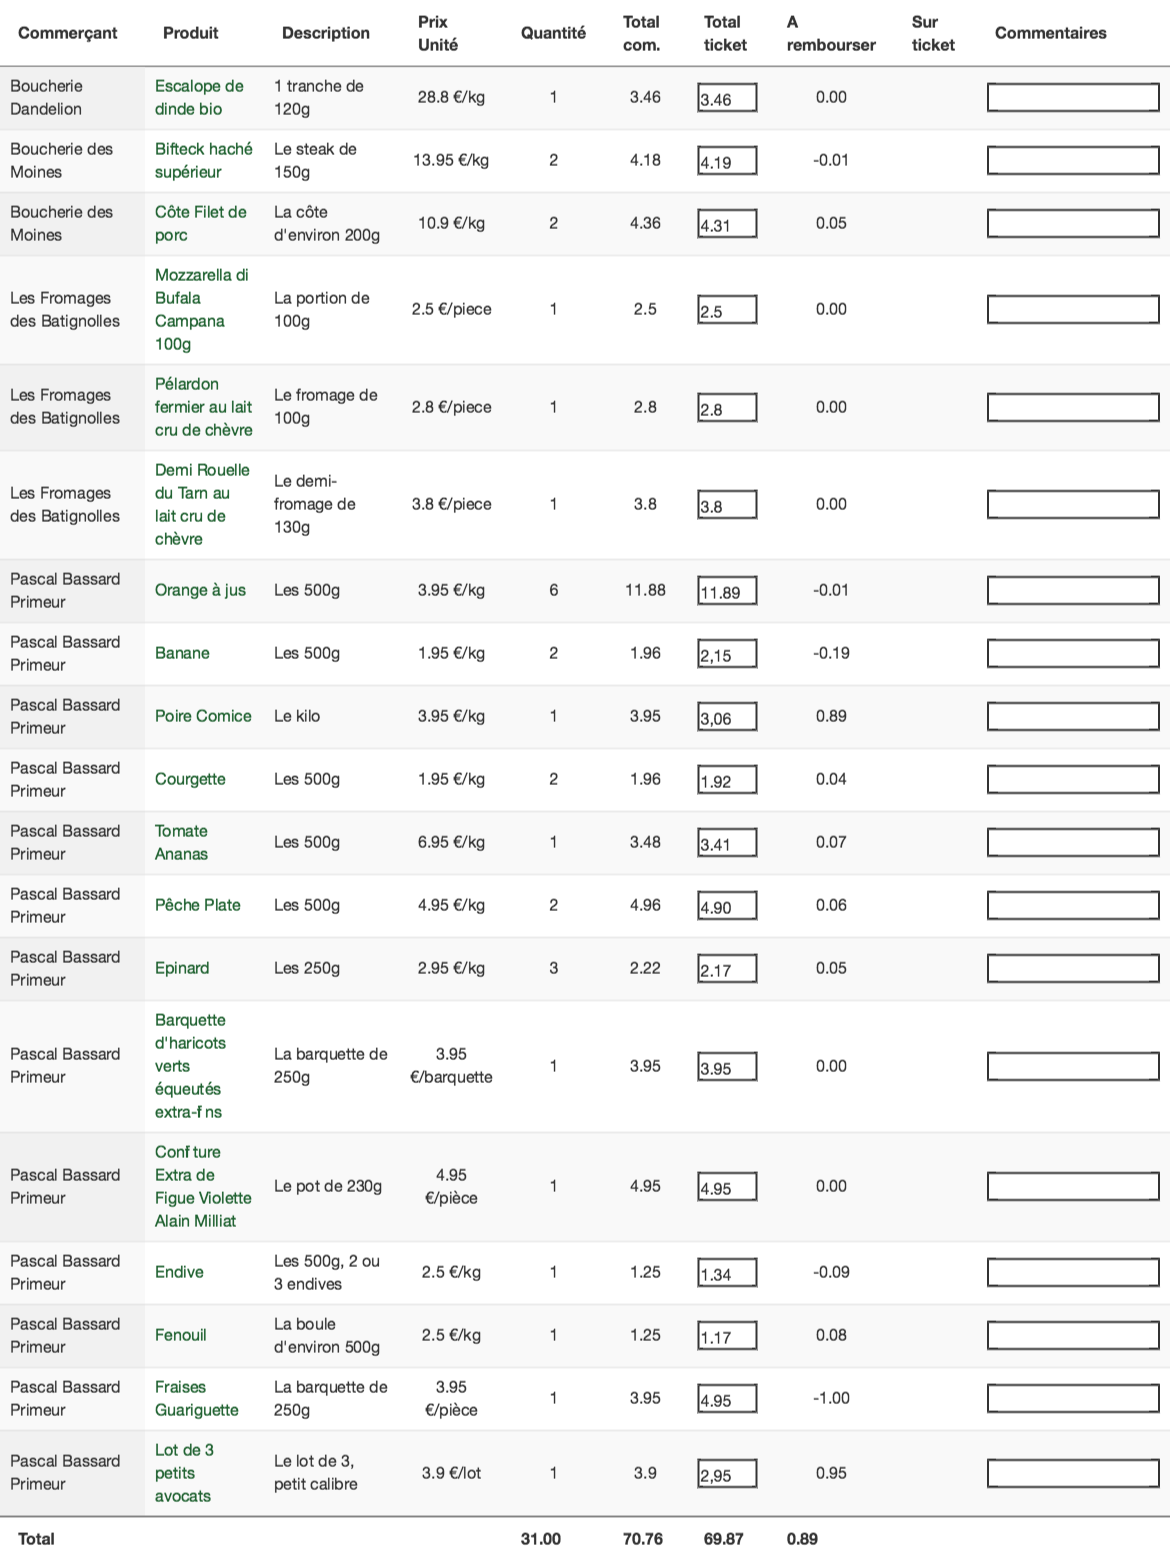 Commerçant Produit Description Prix Unité Quantité Total com. Total ticket A rembourser Sur ticket Commentaires
Boucherie Dandelion Escalope de dinde bio 1 tranche de 120g 28.8 €/kg 1 3.46 3.46 0.00
Boucherie des Moines Bifteck haché supérieur Le steak de 150g 13.95 €/kg 2 4.18 4.19 -0.01
Boucherie des Moines Côte Filet de porc La côte d'environ 200g 10.9 €/kg 2 4.36 4.31 0.05
Les Fromages des Batignolles Mozzarella di Bufala Campana 100g La portion de 100g 2.5 €/piece 1 2.5 2.5 0.00
Les Fromages des Batignolles Pélardon fermier au lait cru de chèvre Le fromage de 100g 2.8 €/piece 1 2.8 2.8 0.00
Les Fromages des Batignolles Demi Rouelle du Tarn au lait cru de chèvre Le demi-fromage de 130g 3.8 €/piece 1 3.8 3.8 0.00
Pascal Bassard Primeur Orange à jus Les 500g 3.95 €/kg 6 11.88 11.89 -0.01
Pascal Bassard Primeur Banane Les 500g 1.95 €/kg 2 1.96 2,15 -0.19
Pascal Bassard Primeur Poire Comice Le kilo 3.95 €/kg 1 3.95 3,06 0.89
Pascal Bassard Primeur Courgette Les 500g 1.95 €/kg 2 1.96 1.92 0.04
Pascal Bassard Primeur Tomate Ananas Les 500g 6.95 €/kg 1 3.48 3.41 0.07
Pascal Bassard Primeur Pêche Plate Les 500g 4.95 €/kg 2 4.96 4.90 0.06
Pascal Bassard Primeur Epinard Les 250g 2.95 €/kg 3 2.22 2.17 0.05
Pascal Bassard Primeur Barquette d'haricots verts équeutés extra-f ns La barquette de 250g 3.95 €/barquette 1 3.95 3.95 0.00
Pascal Bassard Primeur Conf ture Extra de Figue Violette Alain Milliat Le pot de 230g 4.95 €/pièce 1 4.95 4.95 0.00
Pascal Bassard Primeur Endive Les 500g, 2 ou 3 endives 2.5 €/kg 1 1.25 1.34 -0.09
Pascal Bassard Primeur Fenouil La boule d'environ 500g 2.5 €/kg 1 1.25 1.17 0.08
Pascal Bassard Primeur Fraises Guariguette La barquette de 250g 3.95 €/pièce 1 3.95 4.95 -1.00
Pascal Bassard Primeur Lot de 3 petits avocats Le lot de 3, petit calibre 3.9 €/lot 1 3.9 2,95 0.95
Total 31.00 70.76 69.87 0.89